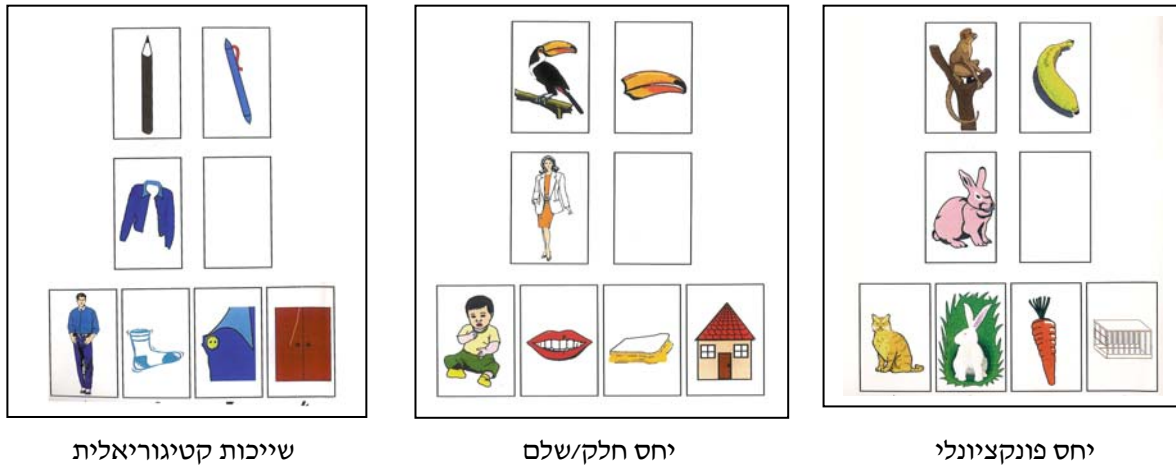 יחס פונקציונלי
יחס חלק/שלם
שייכות קטיגוריאלית